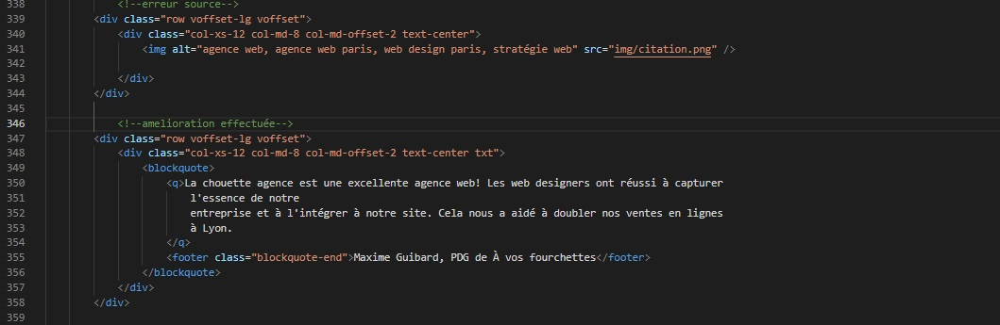 338 <!--erreur source-->
339 <div class="row voffset-lg voffset">
340 <div class="col-xs-12 col-md-8 col-md-offset-2 text-center">
341 <img alt="agence web, agence web paris, web design paris, stratégie web" src="img/citation.png" />
342
343 </div>
344 </div>
345
346 <!--amelioration effectuée-->
347 <div class="row voffset-lg voffset">
348 <div class="col-xs-12 col-md-8 col-md-offset-2 text-center txt">
349 <blockquote>
350 <q>La chouette agence est une excellente agence web! Les web designers ont réussi à capturer
351 l'essence de notre
352 entreprise et à l'intégrer à notre site. Cela nous a aidé à doubler nos ventes en lignes
353 à Lyon.
354 </q>
355 <footer class="blockquote-end">Maxime Guibard, PDG de À vos fourchettes</footer>
356 </blockquote>
357 </div>
358 </div>
359